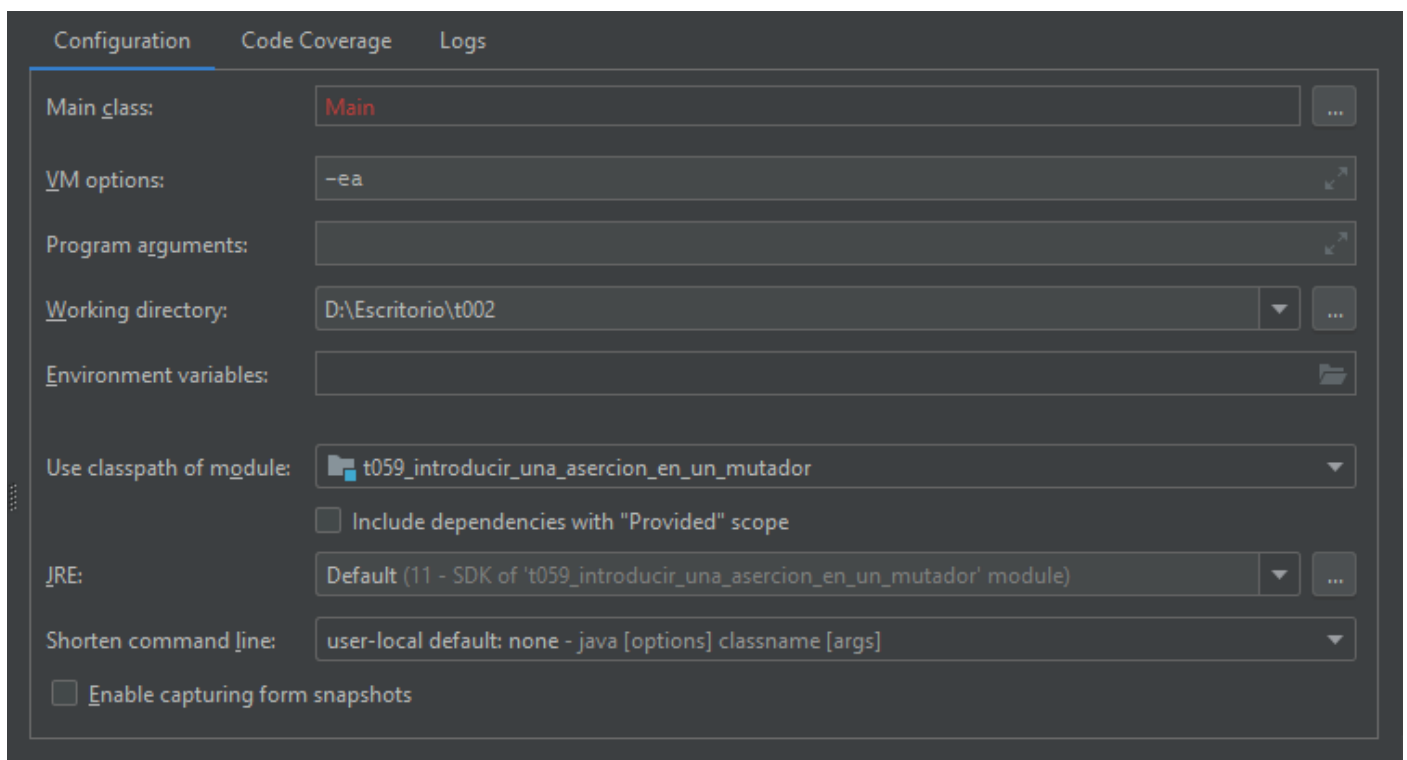 Configuration Code Coverage Logs
Main class: Main ...
VM options: -ea
Program arguments:
Working directory: D:\Escritorio\t002 ...
Environment variables:
Use classpath of module: t059_introducir_una_asercion_en_un_mutador
Include dependencies with "Provided" scope
JRE: Default (11 - SDK of 't059_introducir_una_asercion_en_un_mutador' module) ...
Shorten command line: user-local default: none - java [options] classname [args]
Enable capturing form snapshots